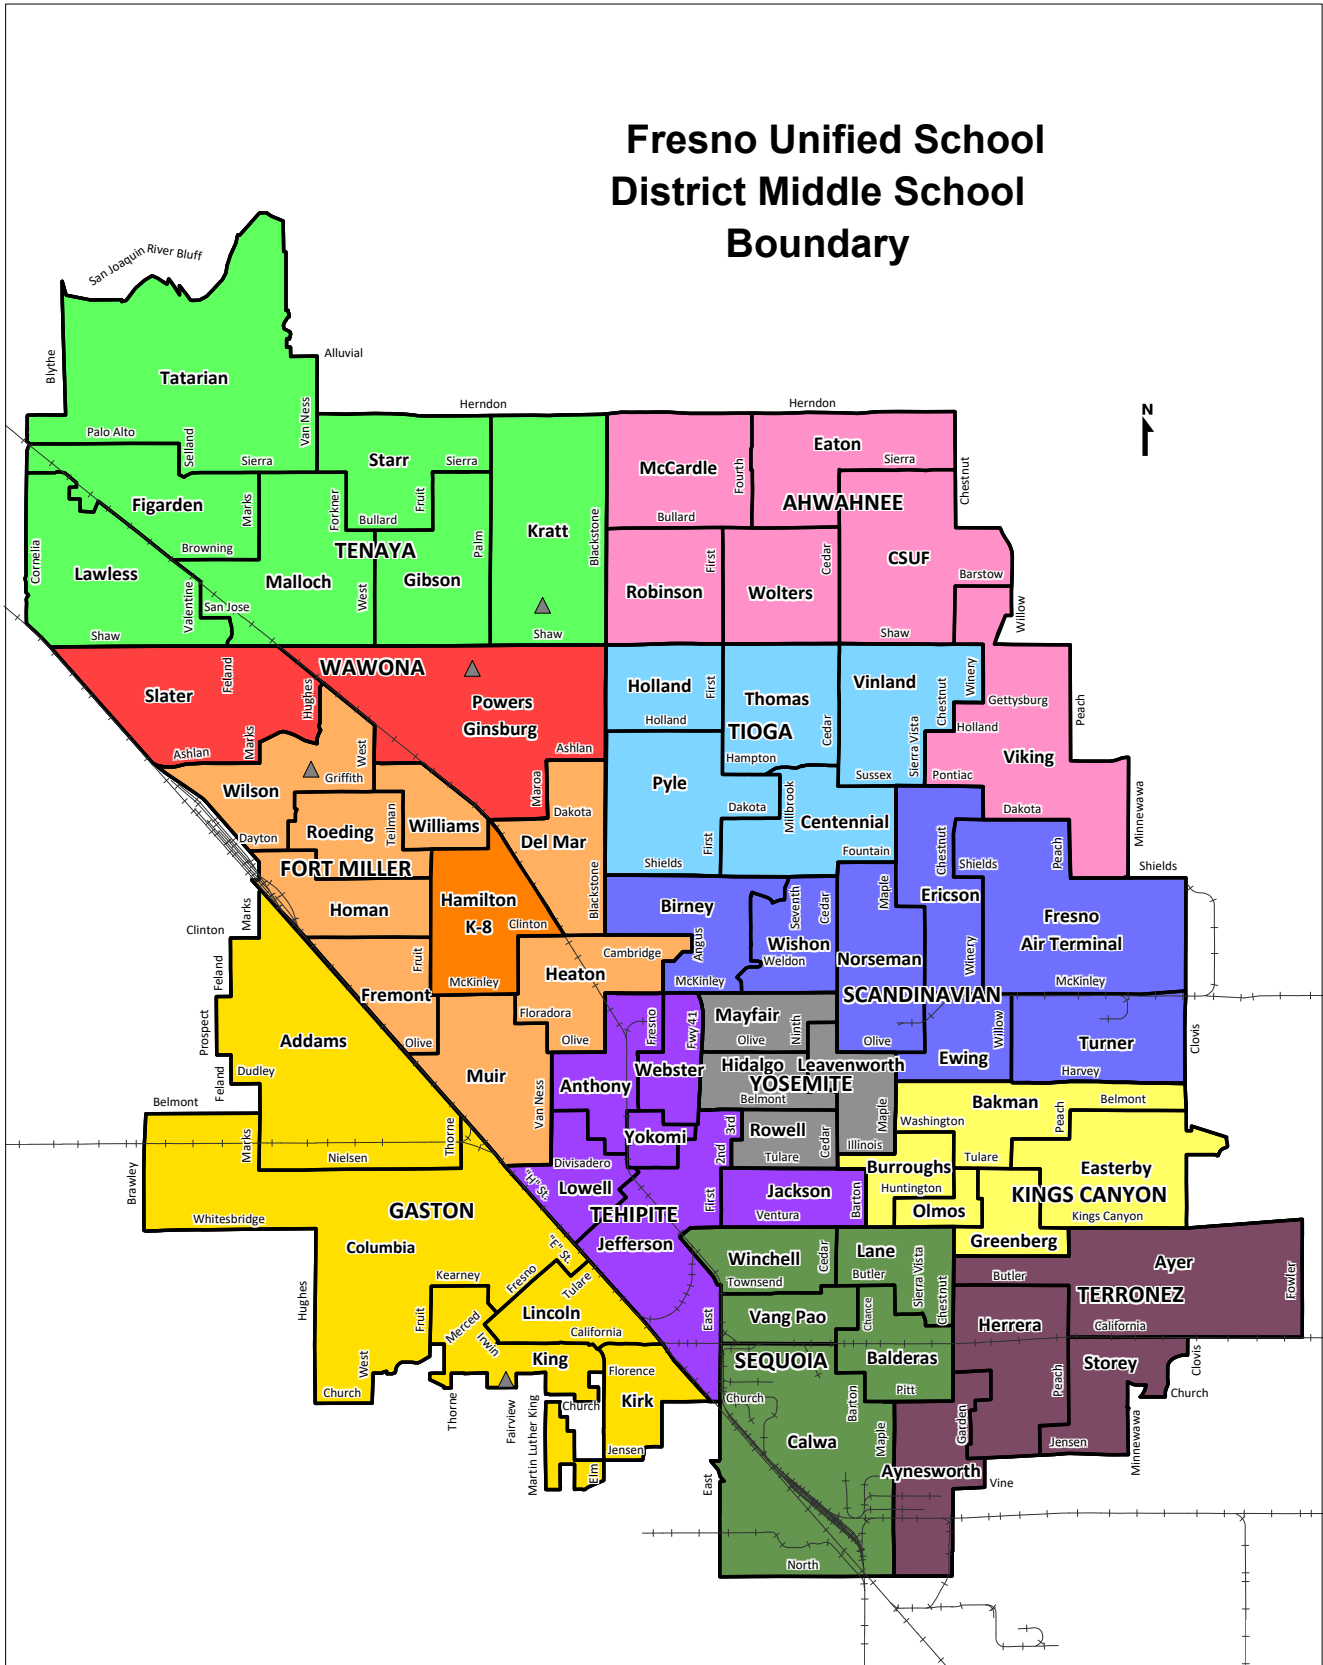 Fresno Unified School
District Middle School
Boundary
San Joaquin River Bluff
Blythe
Alluvial
Tatarian
Van Ness
Herndon
Herndon
N
Palo Alto
Selland
Sierra
Starr
Sierra
McCardle
Fourth
Eaton
Sierra
Chestnut
Figarden
Marks
Forkner
Fruit
Bullard
AHWAHNEE
Bullard
Browning
TENAYA
Palm
Kratt
Blackstone
First
Cedar
CSUF
Cornelia
Lawless
Valentine
San Jose
Malloch
West
Gibson
Robinson
Wolters
Barstow
Willow
Shaw
Shaw
Shaw
WAWONA
Slater
Feland
Hughes
Powers
Ginsburg
Holland
First
Holland
Thomas
TIOGA
Cedar
Vinland
Chestnut
Winery
Sierra Vista
Gettysburg
Holland
Peach
Viking
Ashlan
Marks
West
Ashlan
Hampton
Sussex
Pontiac
Wilson
Griffith
Maroa
Pyle
Dakota
Millbrook
Centennial
Dakota
Minnewawa
Roeding
Teilman
Williams
Dakota
Del Mar
Dayton
First
Fountain
Chestnut
Shields
Peach
Shields
FORT MILLER
Shields
Hamilton
K-8
Clinton
Blackstone
Birney
Seventh
Cedar
Maple
Ericson
Marks
Homan
Fresno
Air Terminal
Clinton
Fruit
Cambridge
Angus
Wishon
Weldon
Norseman
Winery
Feland
McKinley
Heaton
McKinley
McKinley
Fremont
SCANDINAVIAN
Prospect
Addams
Floradora
Olive
Olive
Fresno
Fwy 41
Mayfair
Olive
Ninth
Olive
Willow
Turner
Clovis
Feland
Dudley
Muir
Anthony
Webster
Hidalgo
Leavenworth
YOSEMITE
Ewing
Harvey
Belmont
Van Ness
Belmont
Bakman
Belmont
Marks
Thorne
Yokomi
3rd
2nd
Rowell
Cedar
Maple
Washington
Peach
Nielsen
Divisadero
Tulare
Illinois
Tulare
Brawley
"H" St.
Lowell
Burroughs
Huntington
Easterby
KINGS CANYON
Whitesbridge
GASTON
TEHIPITE
First
Jackson
Ventura
Barton
Olmos
Kings Canyon
Columbia
"E" St.
Jefferson
Greenberg
Hughes
Kearney
Fresno
Tulare
Winchell
Townsend
Cedar
Lane
Butler
Sierra Vista
Chestnut
Butler
Ayer
Fowler
TERRONEZ
Fruit
Merced
Lincoln
California
Irwin
East
Vang Pao
Chance
Herrera
California
West
King
Florence
SEQUOIA
Balderas
Storey
Clovis
Church
Kirk
Church
Barton
Pitt
Peach
Church
Thorne
Fairview
Martin Luther King
Church
Jensen
Elm
Calwa
Maple
Garden
Jensen
Minnewawa
East
Aynesworth
Vine
North